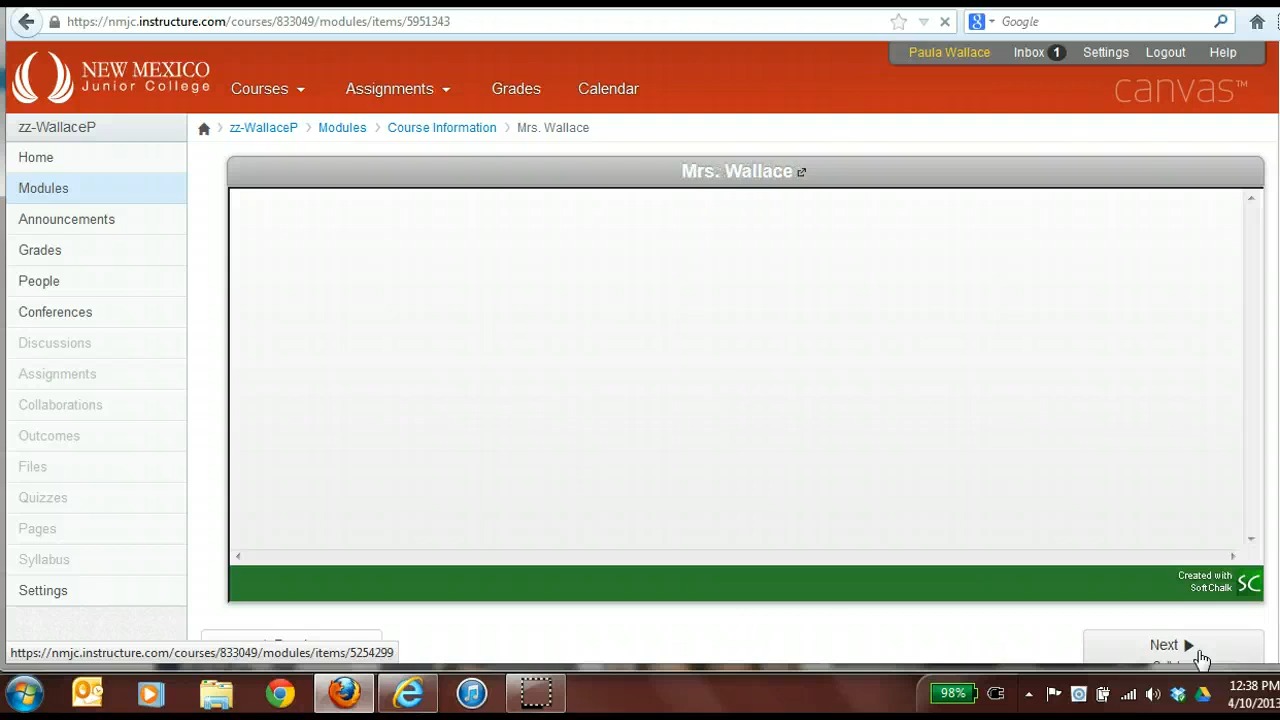 https://nmjc.instructure.com/courses/833049/modules/items/5951343
Google
Paula Wallace Inbox 1 Settings Logout Help
NEW MEXICO
Junior College
Courses Assignments Grades Calendar
canvas™
zz-WallaceP
zz-WallaceP Modules Course Information Mrs. Wallace
Home
Modules
Announcements
Grades
People
Conferences
Discussions
Assignments
Collaborations
Outcomes
Files
Quizzes
Pages
Syllabus
Settings
Mrs. Wallace
Created with
SoftChalk SC
Next
https://nmjc.instructure.com/courses/833049/modules/items/5254299
98%
12:38 PM
4/10/2013